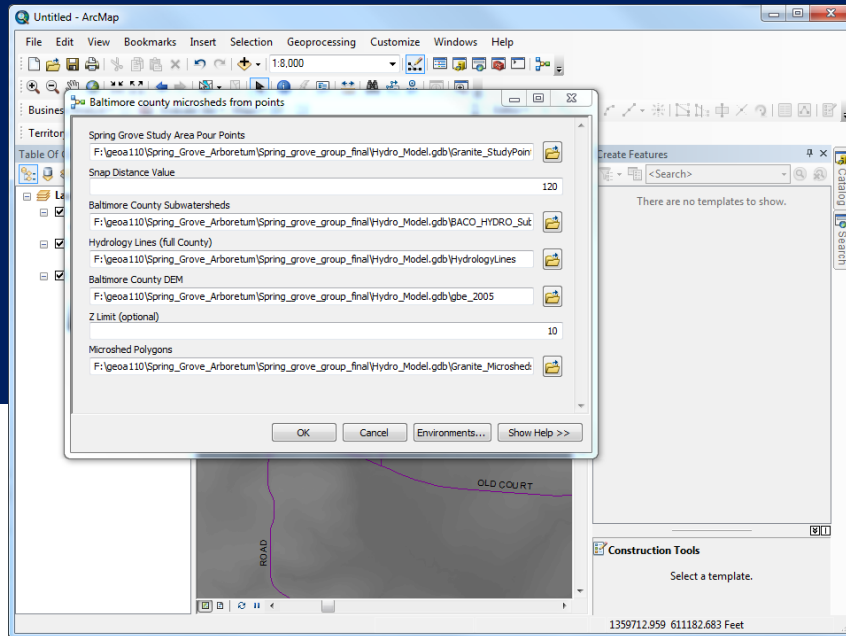 Untitled - ArcMap
File Edit View Bookmarks Insert Selection Geoprocessing Customize Windows Help
1:8,000
Baltimore county microsheds from points
Busines
Territor
Table Of
La
Spring Grove Study Area Pour Points
F:\geoa110\Spring_Grove_Arboretum\Spring_grove_group_final\Hydro_Model.gdb\Granite_StudyPoin
Snap Distance Value
120
Baltimore County Subwatersheds
F:\geoa110\Spring_Grove_Arboretum\Spring_grove_group_final\Hydro_Model.gdb\BACO_HYDRO_Sub
Hydrology Lines (full County)
F:\geoa110\Spring_Grove_Arboretum\Spring_grove_group_final\Hydro_Model.gdb\HydrologyLines
Baltimore County DEM
F:\geoa110\Spring_Grove_Arboretum\Spring_grove_group_final\Hydro_Model.gdb\gbe_2005
Z Limit (optional)
10
Microshed Polygons
F:\geoa110\Spring_Grove_Arboretum\Spring_grove_group_final\Hydro_Model.gdb\Granite_Microsheds
OK Cancel Environments... Show Help >>
Create Features
<Search>
There are no templates to show.
Catalog
Search
OLD COURT
ROAD
Construction Tools
Select a template.
1359712.959 611182.683 Feet